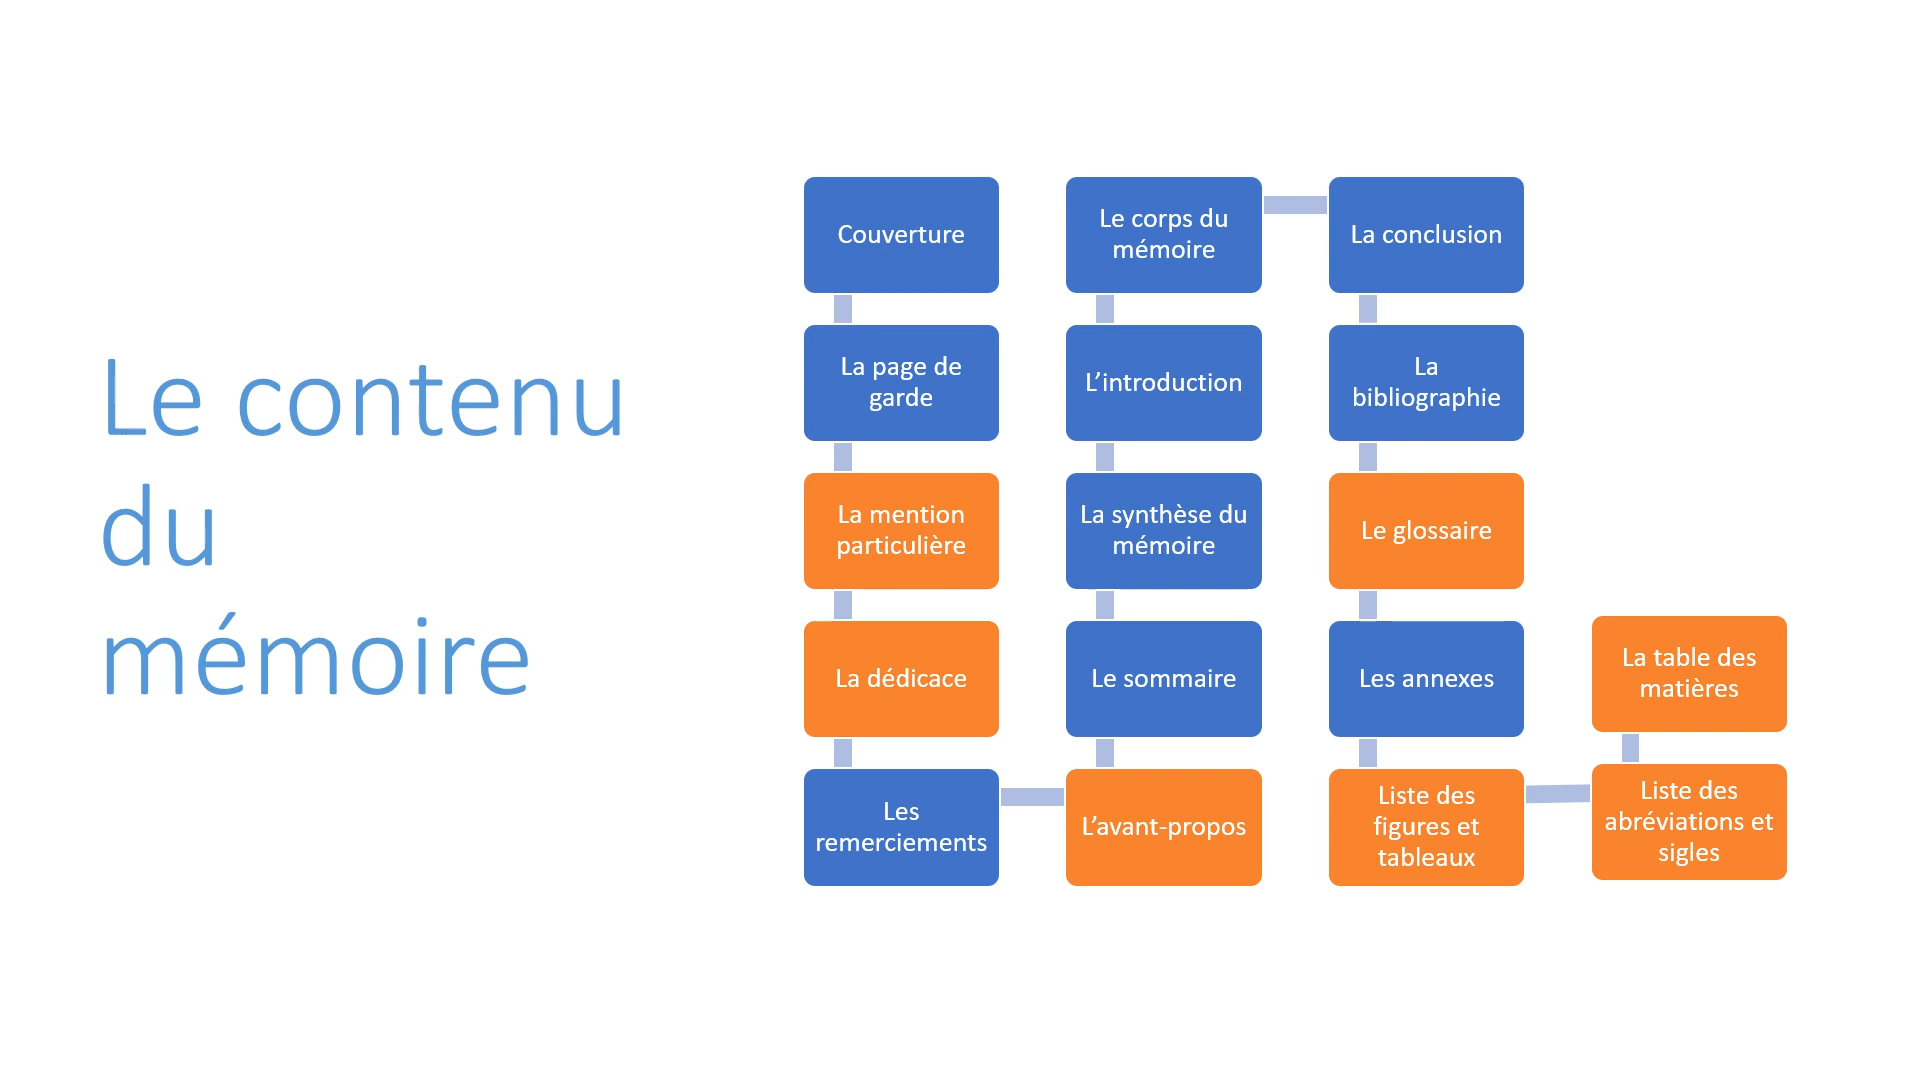 Le contenu
du
mémoire
Couverture
La page de
garde
La mention
particulière
La dédicace
Les
remerciements
L’avant-propos
Le sommaire
La synthèse du
mémoire
L’introduction
Le corps du
mémoire
La conclusion
La
bibliographie
Le glossaire
Les annexes
Liste des
figures et
tableaux
Liste des
abréviations et
sigles
La table des
matières